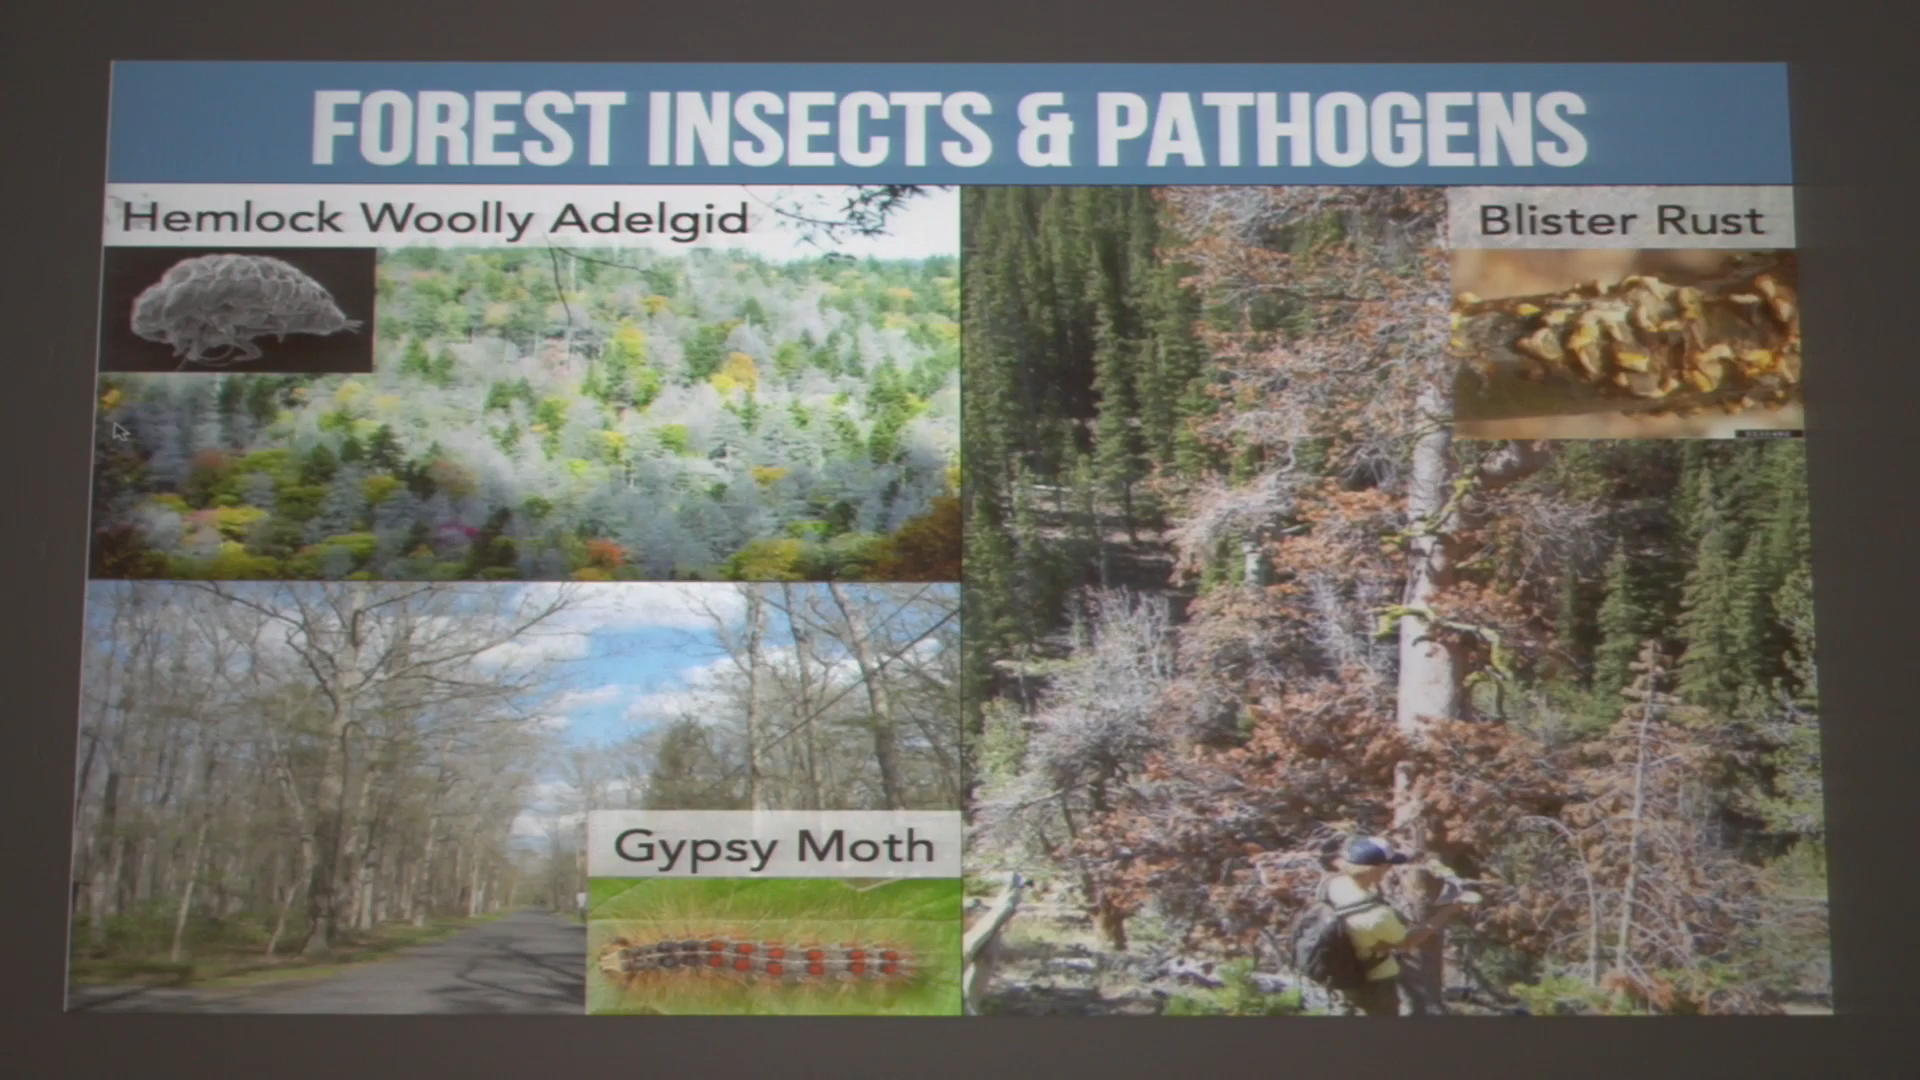 FOREST INSECTS & PATHOGENS
Hemlock Woolly Adelgid
Blister Rust
Gypsy Moth